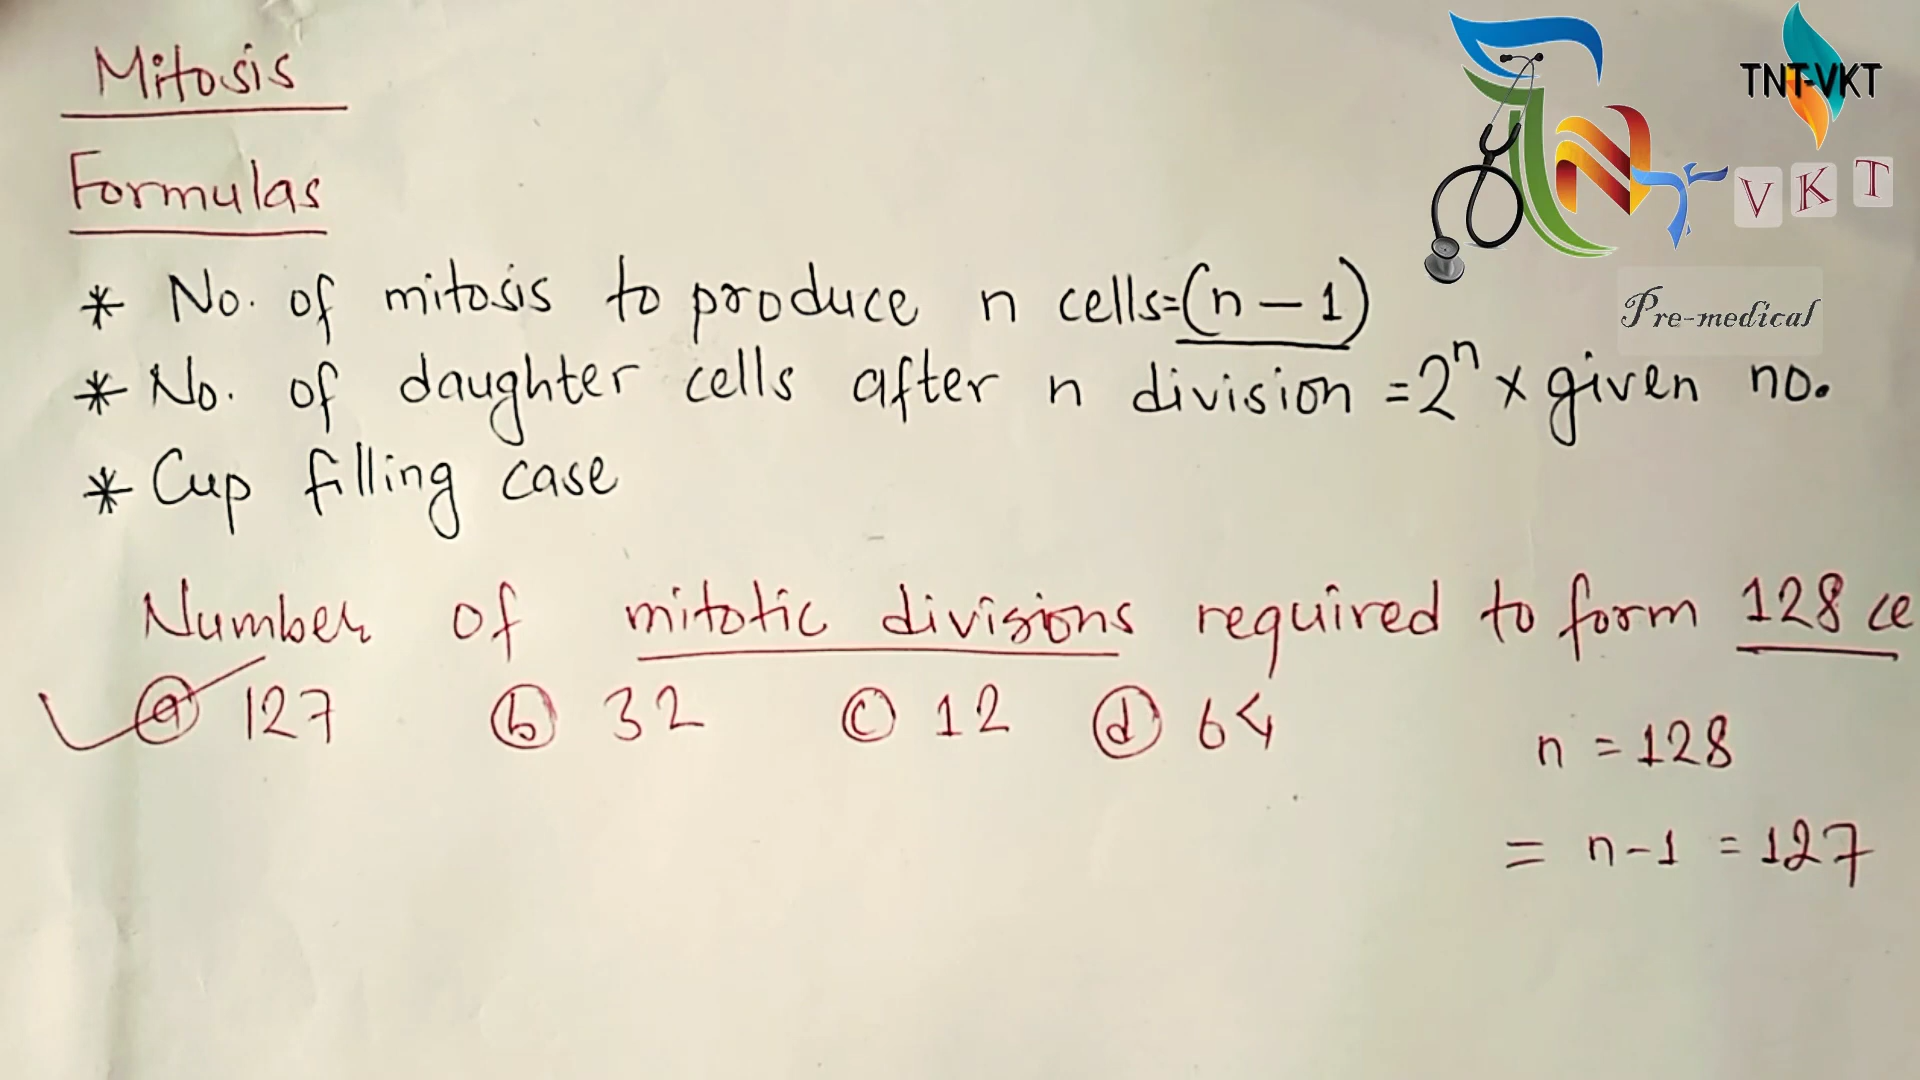 Mitosis
TNT-VKT
Formulas
V K T
* No. of mitosis to produce n cells=(n-1)
Pre-medical
* No. of daughter cells after n division =2ⁿ x given no.
* Cup filling case
Number of mitotic divisions required to form 128 ce
a 127 b 32 c 12 d 64
n = 128
= n-1 = 127